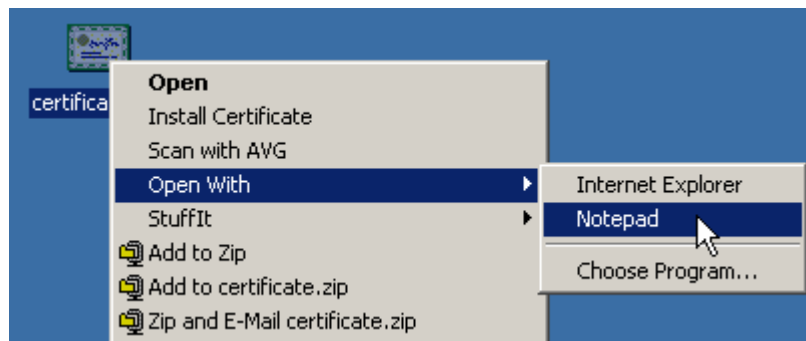 certifica
Open
Install Certificate
Scan with AVG
Open With
StuffIt
Add to Zip
Add to certificate.zip
Zip and E-Mail certificate.zip
Internet Explorer
Notepad
Choose Program...